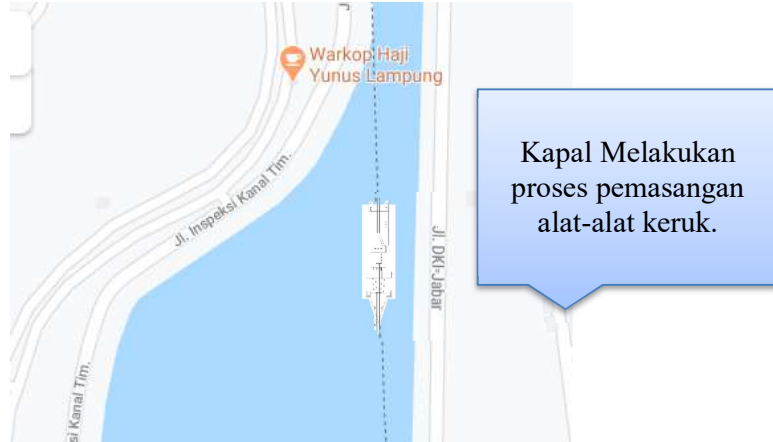 Warkop Haji
Yunus Lampung
Kapal Melakukan
proses pemasangan
alat-alat keruk.
Jl. Inspeksi Kanal Tim.
Jl. DKI-Jabar
si Kanal Tim.